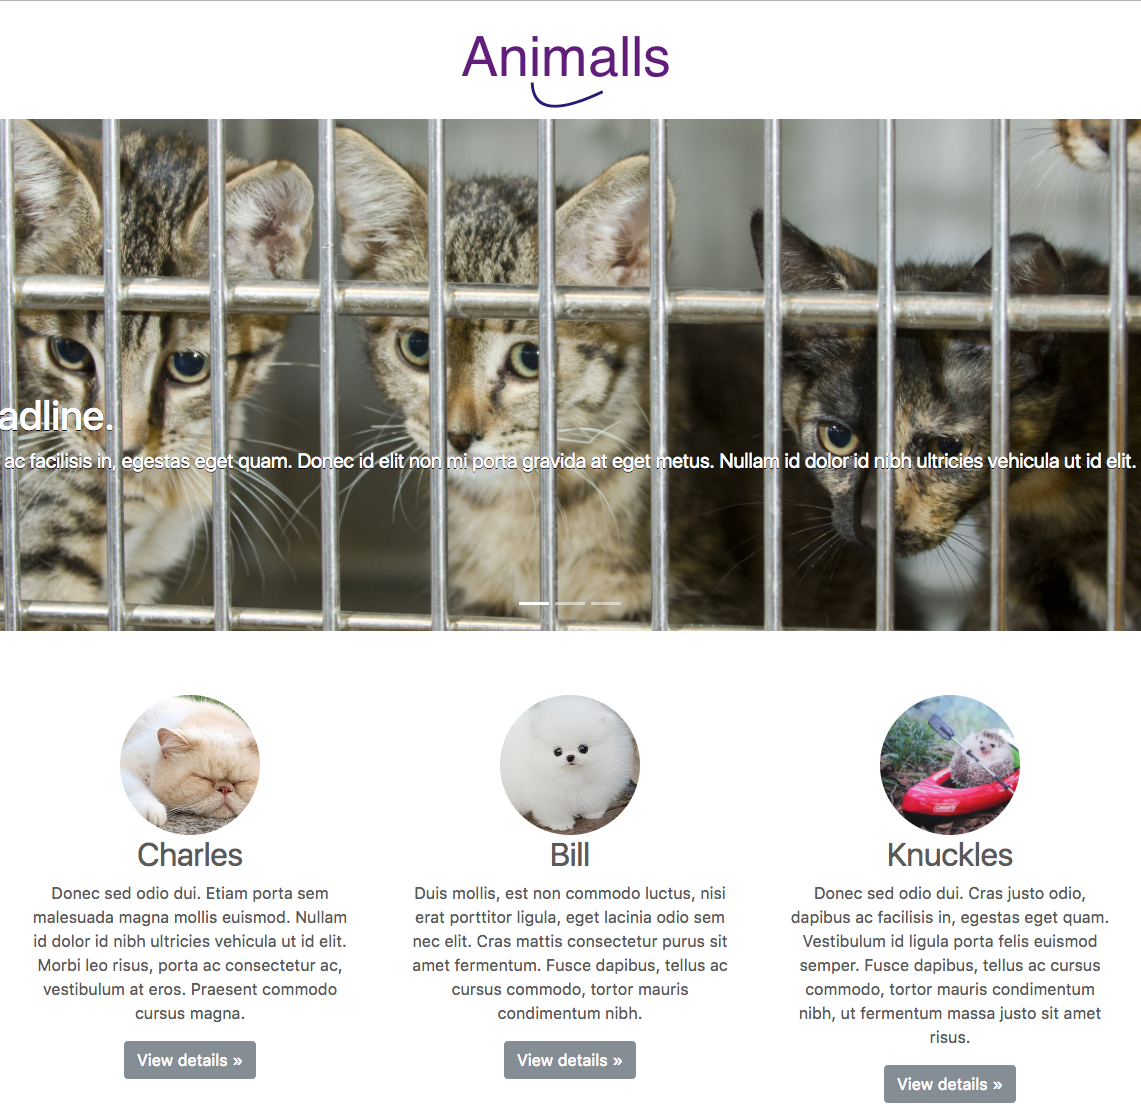 Animalls
adline.
ac facilisis in, egestas eget quam. Donec id elit non mi porta gravida at eget metus. Nullam id dolor id nibh ultricies vehicula ut id elit.
Charles
Donec sed odio dui. Etiam porta sem
malesuada magna mollis euismod. Nullam
id dolor id nibh ultricies vehicula ut id elit.
Morbi leo risus, porta ac consectetur ac,
vestibulum at eros. Praesent commodo
cursus magna.
View details »
Bill
Duis mollis, est non commodo luctus, nisi
erat porttitor ligula, eget lacinia odio sem
nec elit. Cras mattis consectetur purus sit
amet fermentum. Fusce dapibus, tellus ac
cursus commodo, tortor mauris
condimentum nibh.
View details »
Knuckles
Donec sed odio dui. Cras justo odio,
dapibus ac facilisis in, egestas eget quam.
Vestibulum id ligula porta felis euismod
semper. Fusce dapibus, tellus ac cursus
commodo, tortor mauris condimentum
nibh, ut fermentum massa justo sit amet
risus.
View details »